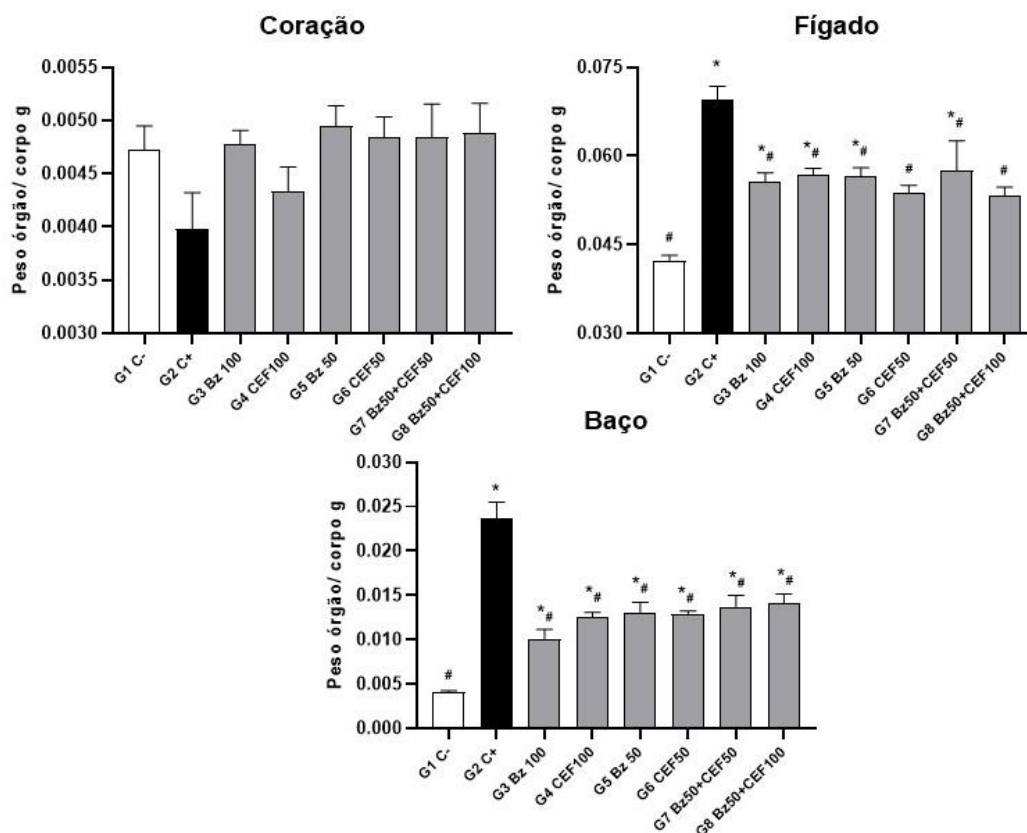 Coração
Peso órgão/ corpo g
0.0055
0.0050
0.0045
0.0040
0.0035
0.0030
G1 C-
G2 C+
G3 Bz 100
G4 CEF100
G5 Bz 50
G6 CEF50
G7 Bz50+CEF50
G8 Bz50+CEF100
Fígado
Peso órgão/ corpo g
0.075
0.060
0.045
0.030
#
*
*#
*#
*#
#
*#
#
G1 C-
G2 C+
G3 Bz 100
G4 CEF100
G5 Bz 50
G6 CEF50
G7 Bz50+CEF50
G8 Bz50+CEF100
Baço
Peso órgão/ corpo g
0.030
0.025
0.020
0.015
0.010
0.005
0.000
#
*
*#
*#
*#
*#
*#
*#
G1 C-
G2 C+
G3 Bz 100
G4 CEF100
G5 Bz 50
G6 CEF50
G7 Bz50+CEF50
G8 Bz50+CEF100